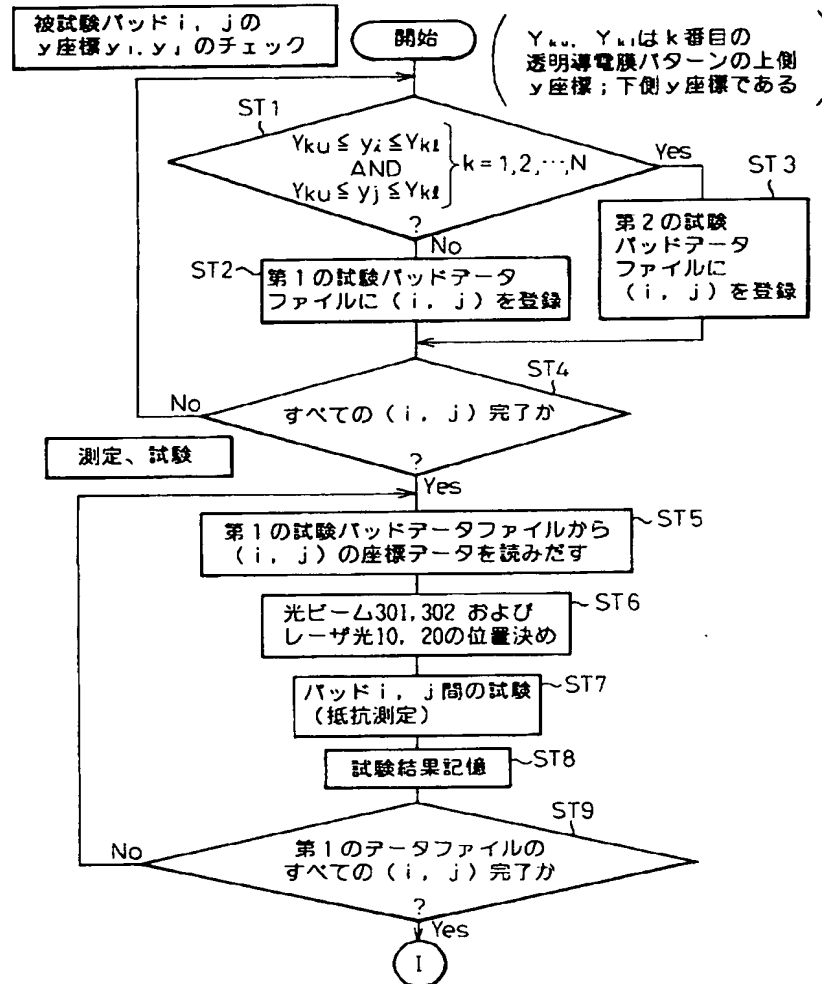 被試験パッドi, jの
y座標yi, yjのチェック
開始
Yku, Yklはk番目の
透明導電膜パターンの上側
y座標;下側y座標である
ST1
Yku ≦ yi ≦ Ykl
AND
Yku ≦ yj ≦ Ykl
k = 1,2,…,N
?
Yes
No
ST3
第2の試験
パッドデータ
ファイルに
(i, j)を登録
ST2
第1の試験パッドデータ
ファイルに(i, j)を登録
ST4
No
すべての(i, j)完了か
?
Yes
測定、試験
第1の試験パッドデータファイルから
(i, j)の座標データを読みだす
ST5
光ビーム301,302 および
レーザ光10, 20の位置決め
ST6
パッドi, j間の試験
(抵抗測定)
ST7
試験結果記憶
ST8
ST9
No
第1のデータファイルの
すべての(i, j)完了か
?
Yes
I